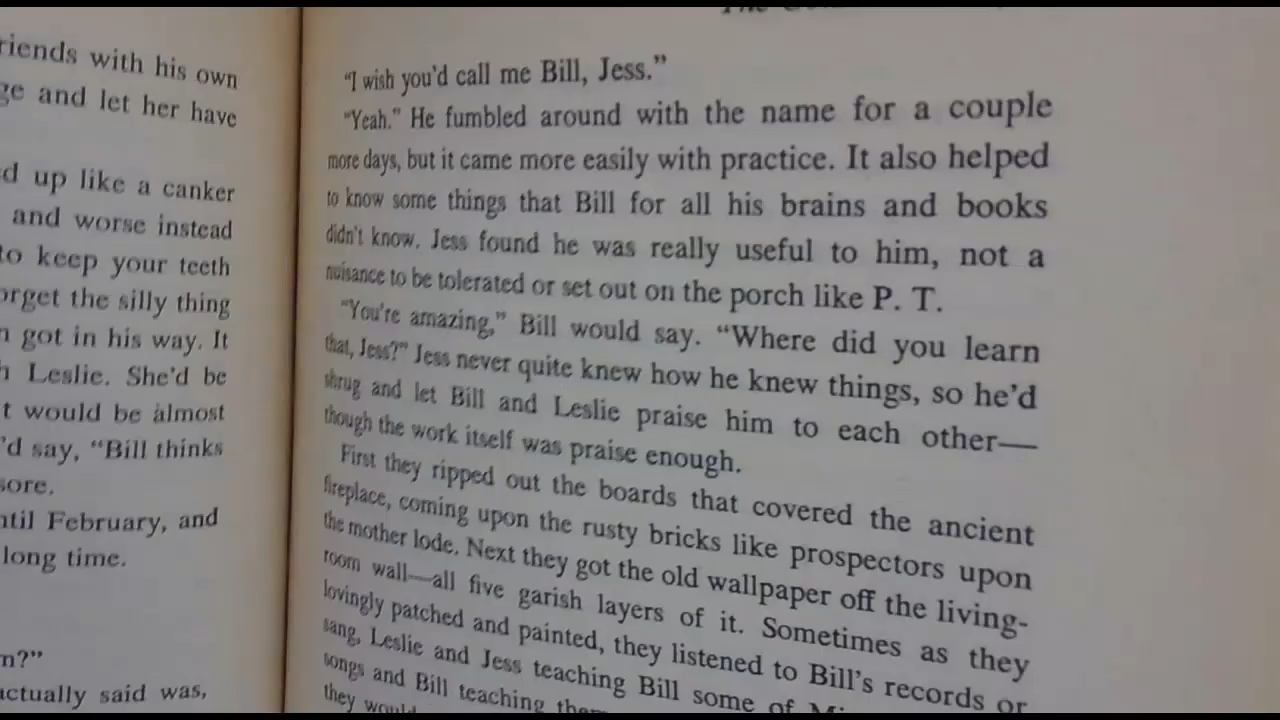 riends with his own
ge and let her have
d up like a canker
and worse instead
to keep your teeth
orget the silly thing
n got in his way. It
h Leslie. She'd be
t would be almost
'd say, “Bill thinks
sore.
ntil February, and
long time.
n?”
actually said was,
The
“I wish you'd call me Bill, Jess.”
“Yeah.” He fumbled around with the name for a couple
more days, but it came more easily with practice. It also helped
to know some things that Bill for all his brains and books
didn't know. Jess found he was really useful to him, not a
nuisance to be tolerated or set out on the porch like P. T.
“You're amazing,” Bill would say. “Where did you learn
that, Jess?” Jess never quite knew how he knew things, so he'd
shrug and let Bill and Leslie praise him to each other—
though the work itself was praise enough.
First they ripped out the boards that covered the ancient
fireplace, coming upon the rusty bricks like prospectors upon
the mother lode. Next they got the old wallpaper off the living-
room wall—all five garish layers of it. Sometimes as they
lovingly patched and painted, they listened to Bill's records or
sang, Leslie and Jess teaching Bill some of
songs and Bill teaching
they would